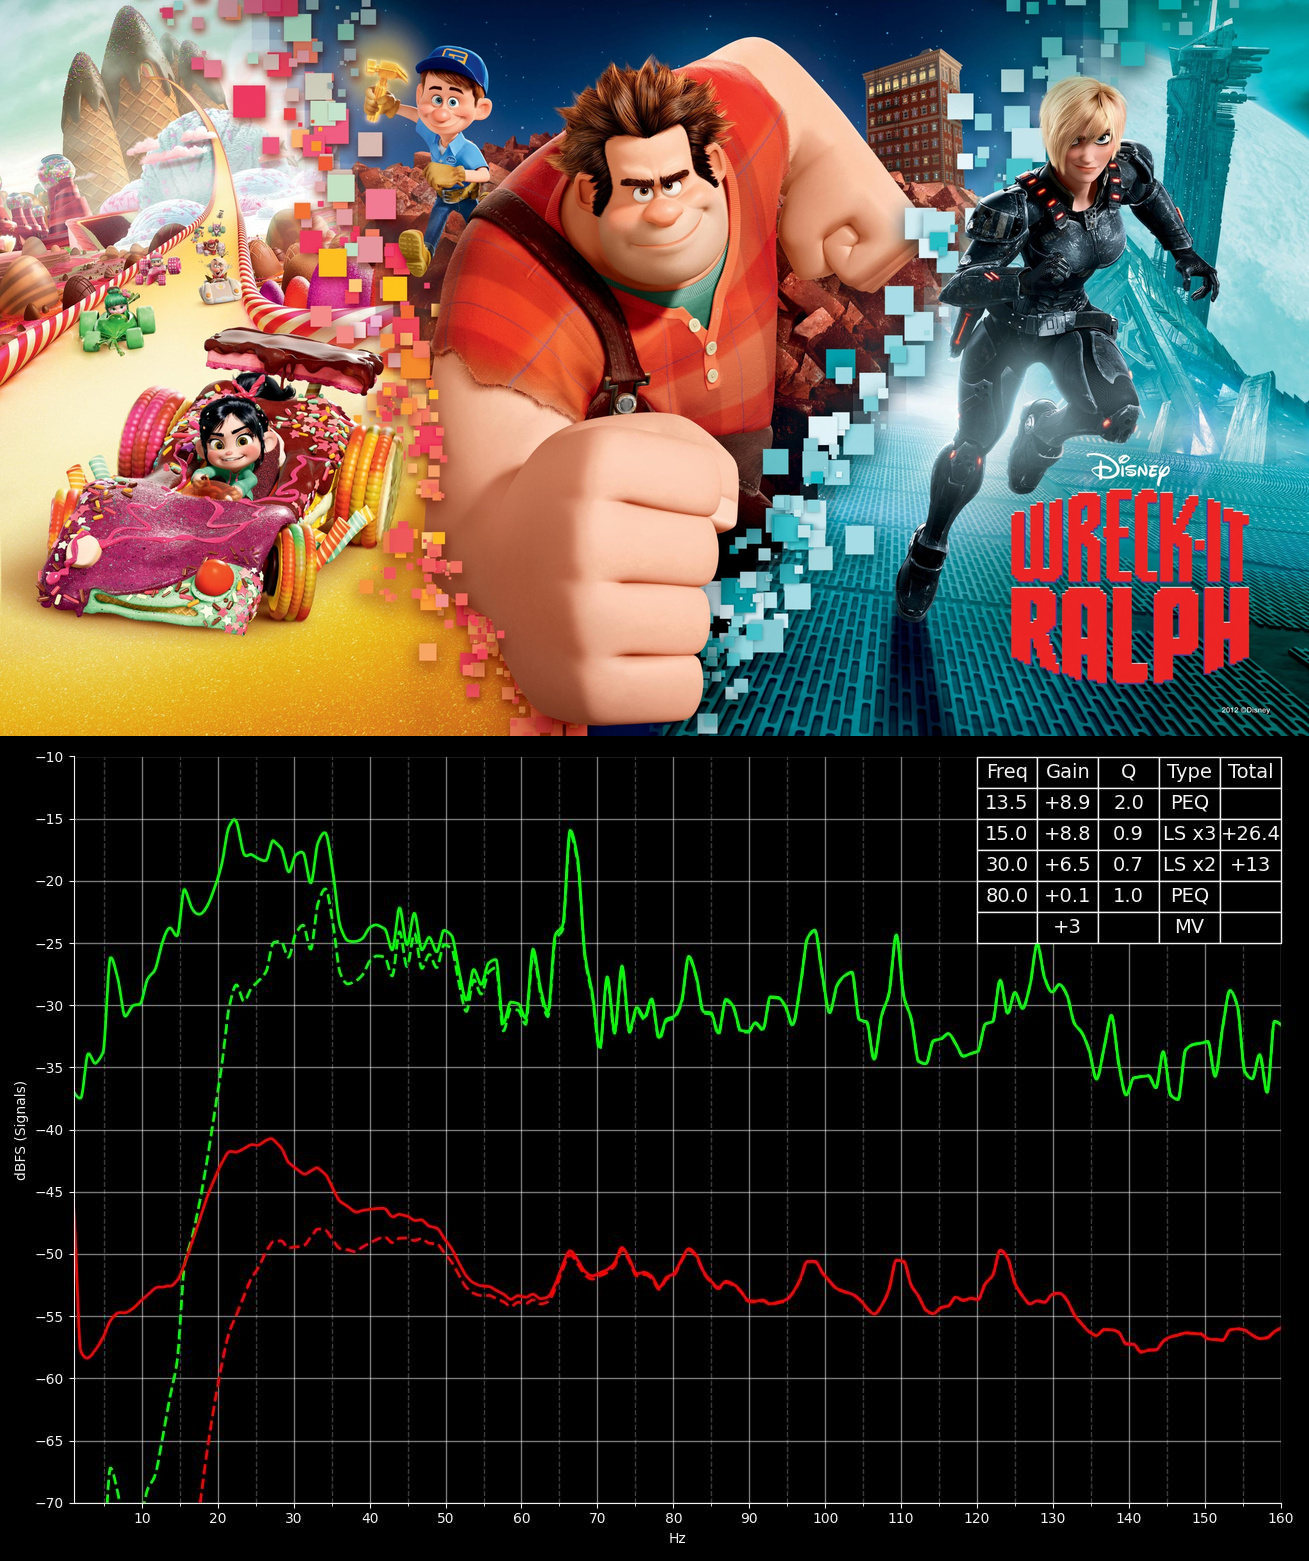 DISNEY
WRECK-IT
RALPH
2012 ©Disney
Freq Gain Q Type Total
13.5 +8.9 2.0 PEQ
15.0 +8.8 0.9 LS x3 +26.4
30.0 +6.5 0.7 LS x2 +13
80.0 +0.1 1.0 PEQ
+3 MV
−10
−15
−20
−25
−30
−35
−40
−45
−50
−55
−60
−65
−70
dBFS (Signals)
10 20 30 40 50 60 70 80 90 100 110 120 130 140 150 160
Hz